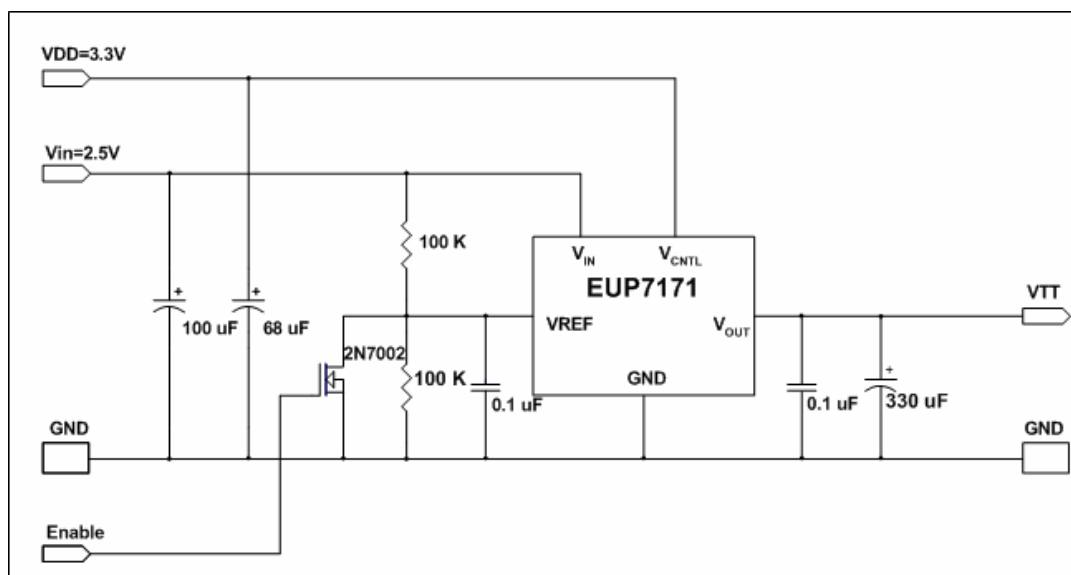 VDD=3.3V
Vin=2.5V
100 K
VIN
VCNTL
EUP7171
VTT
100 uF
68 uF
VREF
VOUT
2N7002
100 K
GND
0.1 uF
0.1 uF
330 uF
GND
GND
Enable